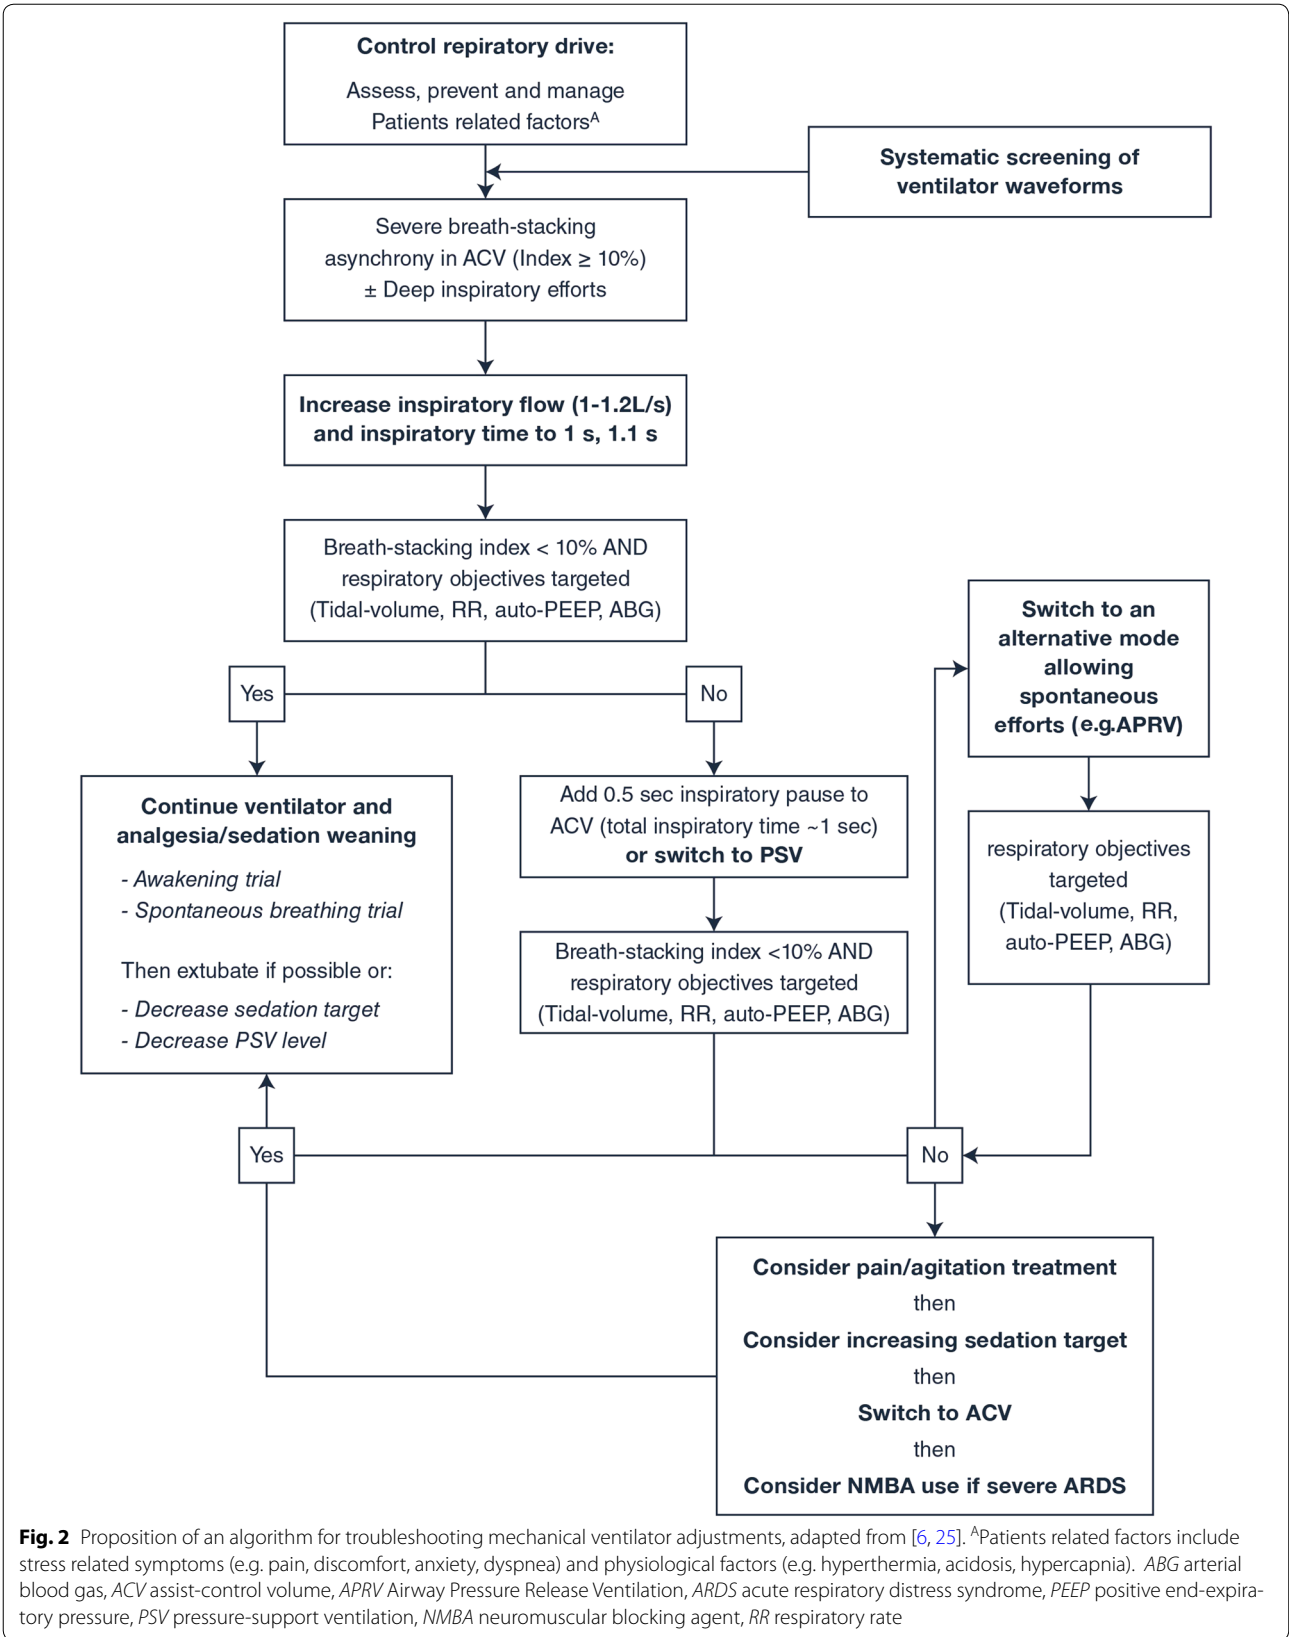 Control repiratory drive:
Assess, prevent and manage
Patients related factorsA
Systematic screening of
ventilator waveforms
Severe breath-stacking
asynchrony in ACV (Index ≥ 10%)
± Deep inspiratory efforts
Increase inspiratory flow (1-1.2L/s)
and inspiratory time to 1 s, 1.1 s
Breath-stacking index < 10% AND
respiratory objectives targeted
(Tidal-volume, RR, auto-PEEP, ABG)
Yes
No
Switch to an
alternative mode
allowing
spontaneous
efforts (e.g.APRV)
Continue ventilator and
analgesia/sedation weaning
- Awakening trial
- Spontaneous breathing trial
Then extubate if possible or:
- Decrease sedation target
- Decrease PSV level
Add 0.5 sec inspiratory pause to
ACV (total inspiratory time ~1 sec)
or switch to PSV
Breath-stacking index <10% AND
respiratory objectives targeted
(Tidal-volume, RR, auto-PEEP, ABG)
respiratory objectives
targeted
(Tidal-volume, RR,
auto-PEEP, ABG)
Yes
No
Consider pain/agitation treatment
then
Consider increasing sedation target
then
Switch to ACV
then
Consider NMBA use if severe ARDS
Fig. 2 Proposition of an algorithm for troubleshooting mechanical ventilator adjustments, adapted from [6, 25]. APatients related factors include
stress related symptoms (e.g. pain, discomfort, anxiety, dyspnea) and physiological factors (e.g. hyperthermia, acidosis, hypercapnia). ABG arterial
blood gas, ACV assist-control volume, APRV Airway Pressure Release Ventilation, ARDS acute respiratory distress syndrome, PEEP positive end-expira-
tory pressure, PSV pressure-support ventilation, NMBA neuromuscular blocking agent, RR respiratory rate